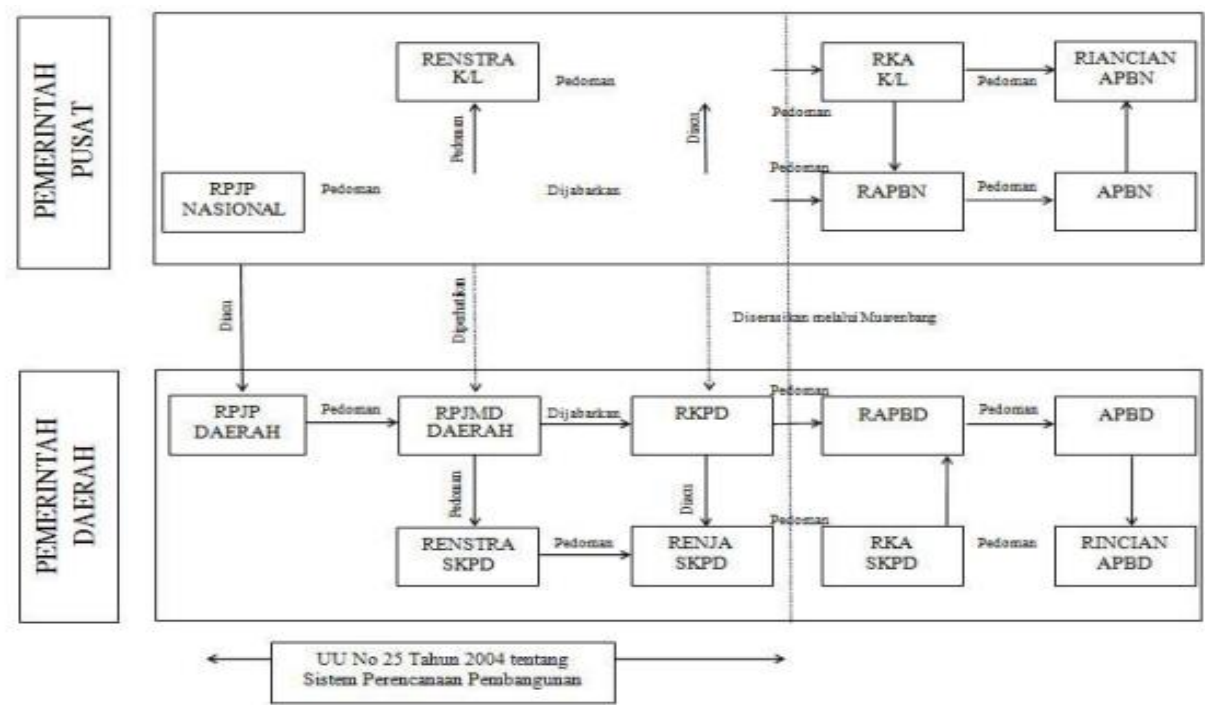 PEMERINTAH
PUSAT
RENSTRA
K/L
Pedoman
RKA
K/L
Pedoman
RIANCIAN
APBN
Pedoman
Diacu
Pedoman
RPJP
NASIONAL
Pedoman
Dijabarkan
Pedoman
RAPBN
Pedoman
APBN
Diacu
Diperhatikan
Diserasikan melalui Musrenbang
PEMERINTAH
DAERAH
RPJP
DAERAH
Pedoman
RPJMD
DAERAH
Dijabarkan
RKPD
Pedoman
RAPBD
Pedoman
APBD
Pedoman
Diacu
RENSTRA
SKPD
Pedoman
RENJA
SKPD
Pedoman
RKA
SKPD
Pedoman
RINCIAN
APBD
UU No 25 Tahun 2004 tentang
Sistem Perencanaan Pembangunan